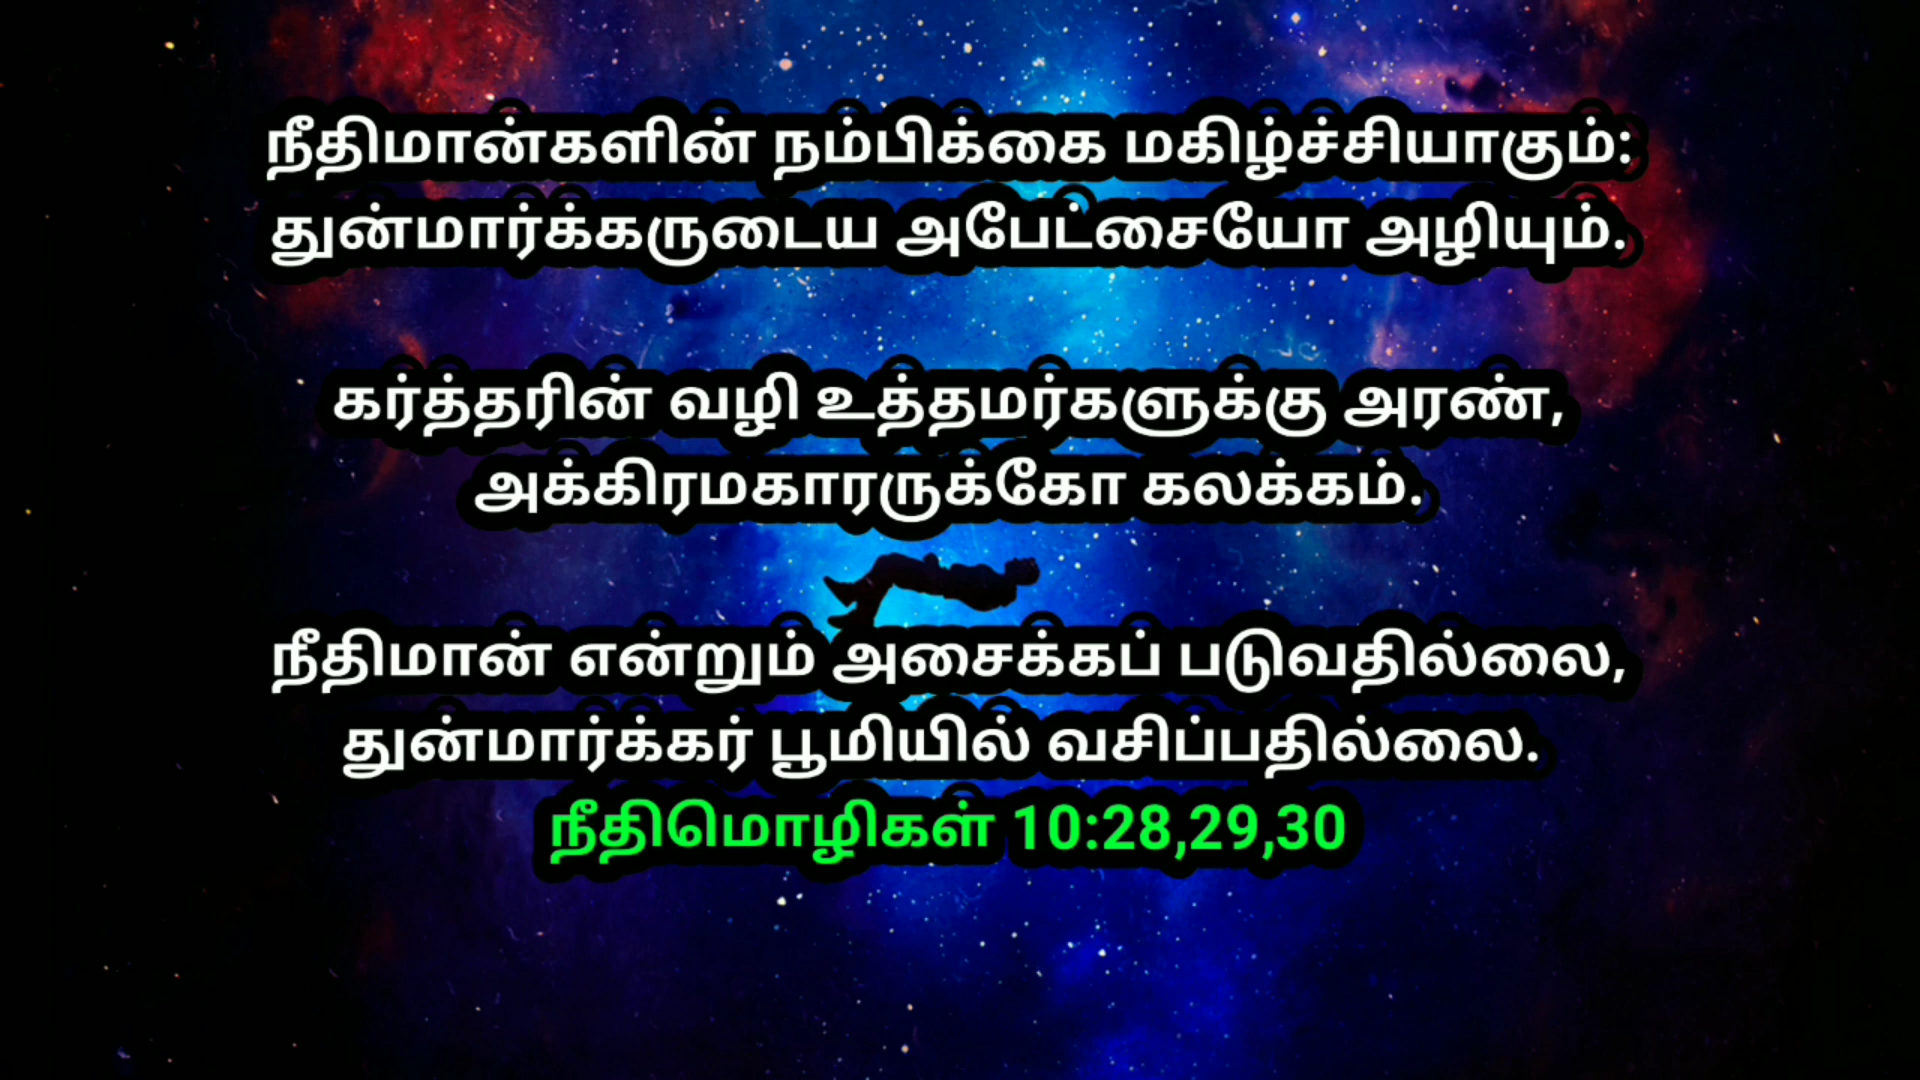 நீதிமான்களின் நம்பிக்கை மகிழ்ச்சியாகும்:
துன்மார்க்கருடைய அபேட்சையோ அழியும்.
கர்த்தரின் வழி உத்தமர்களுக்கு அரண்,
அக்கிரமகாரருக்கோ கலக்கம்.
நீதிமான் என்றும் அசைக்கப் படுவதில்லை,
துன்மார்க்கர் பூமியில் வசிப்பதில்லை.
நீதிமொழிகள் 10:28,29,30